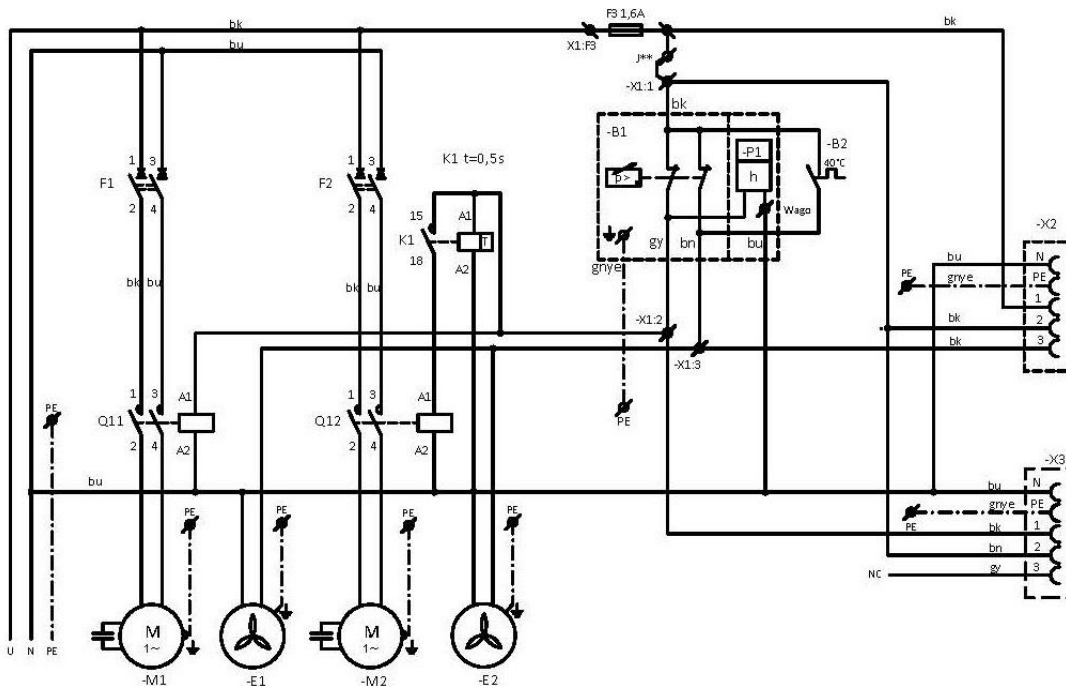 bk
F3 1,6A
bk
bu
X1:F3
J**
-X1:1
bk
-B1
-P1
-B2
40°C
1 3
1 3
K1 t=0,5s
F1
F2
p>
h
2 4
2 4
15
A1
Wago
K1
T
-X2
18
A2
gy
bn
bu
gnye
bu
N
PE
gnye
PE
bk
bu
bk
bu
1
-X1:2
bk
2
bk
3
-X1:3
1 3
A1
1 3
A1
PE
PE
Q11
Q12
2 4
A2
2 4
A2
-X3
bu
bu
N
gnye
PE
PE
PE
PE
PE
bk
1
bn
2
NC
gy
3
M
1~
M
1~
U
N
PE
-M1
-E1
-M2
-E2